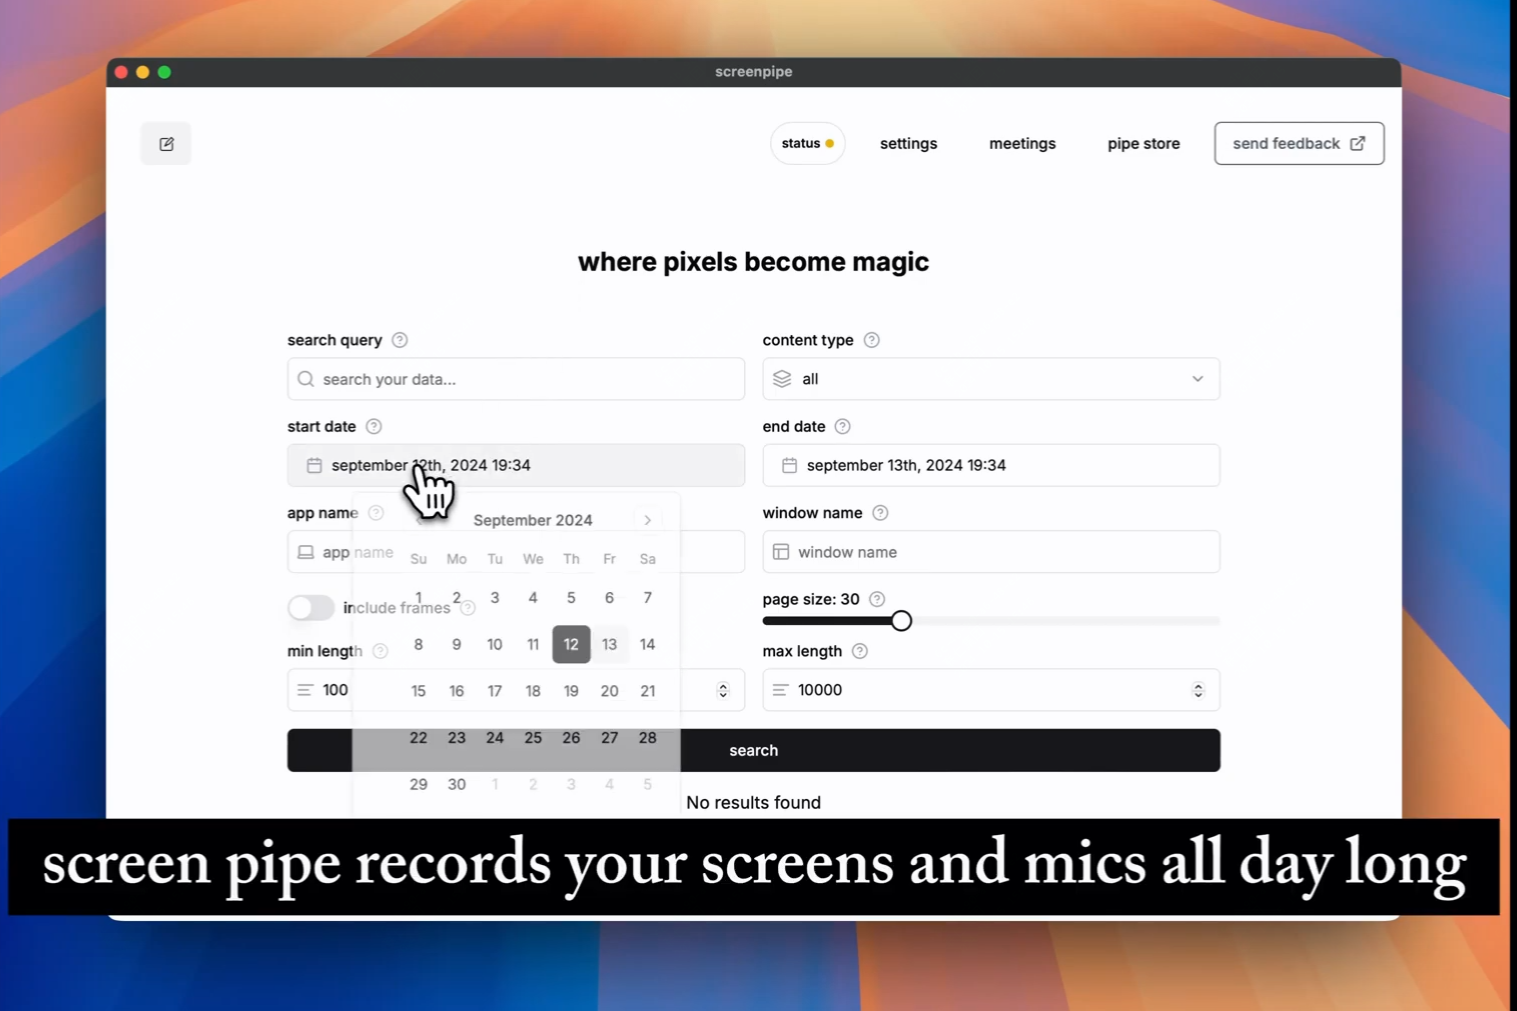 screenpipe
status
settings
meetings
pipe store
send feedback
where pixels become magic
search query
content type
search your data...
all
start date
end date
september 12th, 2024 19:34
september 13th, 2024 19:34
app name
window name
app name
window name
September 2024
Su Mo Tu We Th Fr Sa
1 2 3 4 5 6 7
8 9 10 11 12 13 14
15 16 17 18 19 20 21
22 23 24 25 26 27 28
29 30 1 2 3 4 5
include frames
page size: 30
min length
max length
100
10000
search
No results found
screen pipe records your screens and mics all day long